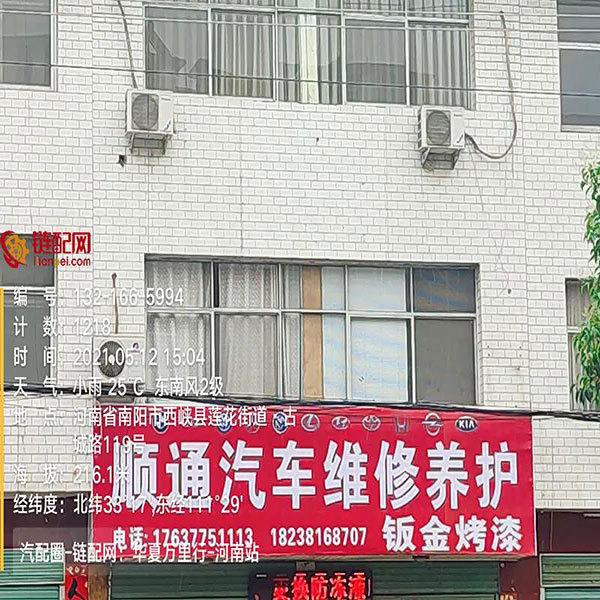 链配网
Lianpei.com
编 号: 132-166-5994
计 数: 1218
时 间: 2021.05.12 15:04
天 气: 小雨 25℃ 东南风2级
地 点: 河南省南阳市西峡县莲花街道 古
城路119号
海 拔: 216.1米
经纬度: 北纬33°17',东经111°29'
汽配圈-链配网: 华夏万里行-河南站
KIA
顺通汽车维修养护
电话: 17637751113 18238168707 钣金烤漆
更换防冻液